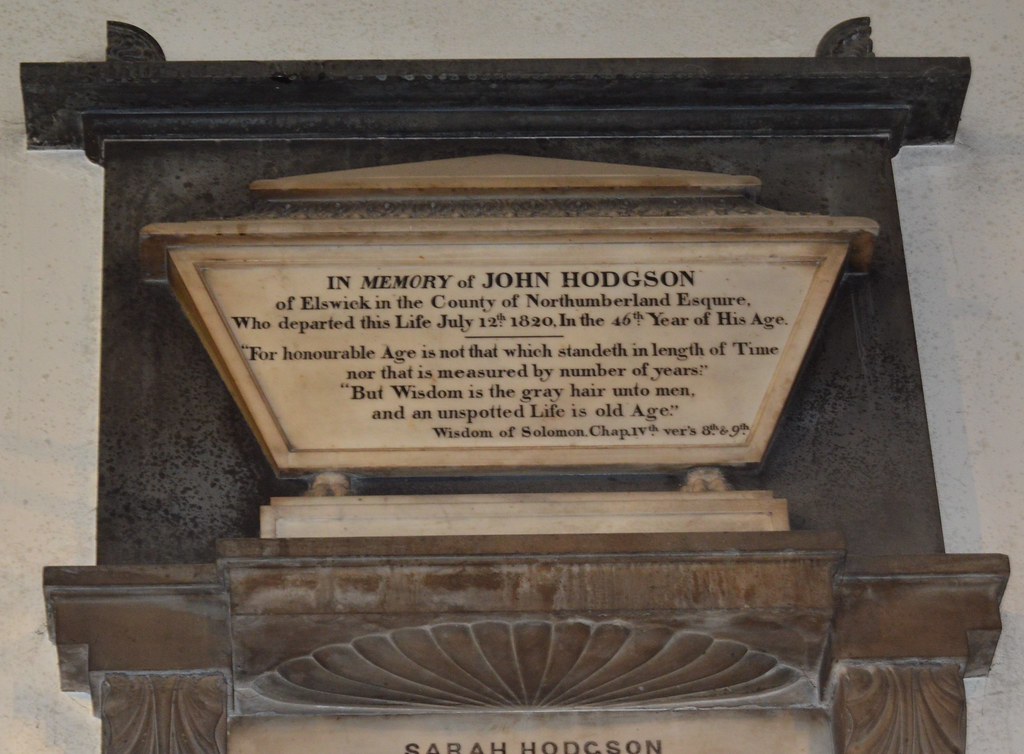 IN MEMORY of JOHN HODGSON
of Elswick in the County of Northumberland Esquire,
Who departed this Life July 12th 1820, In the 46th Year of His Age.
"For honourable Age is not that which standeth in length of Time
nor that is measured by number of years:"
"But Wisdom is the gray hair unto men,
and an unspotted Life is old Age."
Wisdom of Solomon. Chap. IVth ver's 8th & 9th
SARAH HODGSON